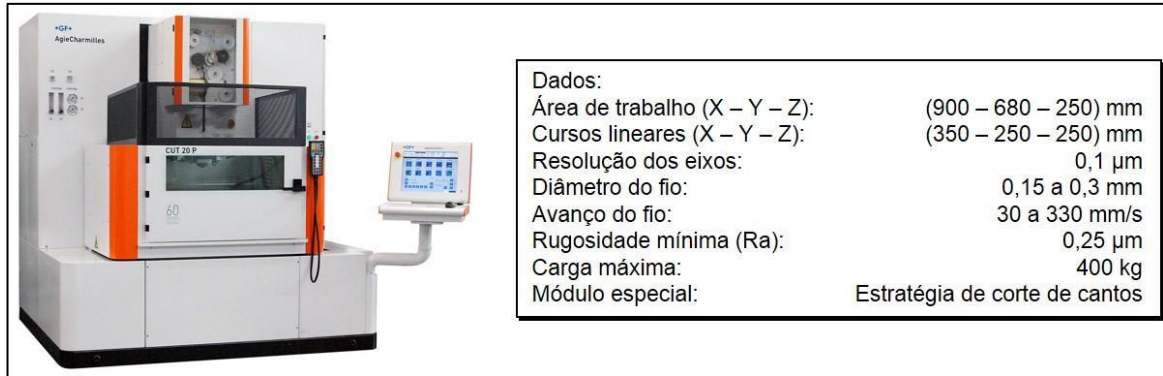 +GF+
AgieCharmilles
CUT 20 P
60
+GF+
Dados:
Área de trabalho (X – Y – Z): (900 – 680 – 250) mm
Cursos lineares (X – Y – Z): (350 – 250 – 250) mm
Resolução dos eixos: 0,1 µm
Diâmetro do fio: 0,15 a 0,3 mm
Avanço do fio: 30 a 330 mm/s
Rugosidade mínima (Ra): 0,25 µm
Carga máxima: 400 kg
Módulo especial: Estratégia de corte de cantos